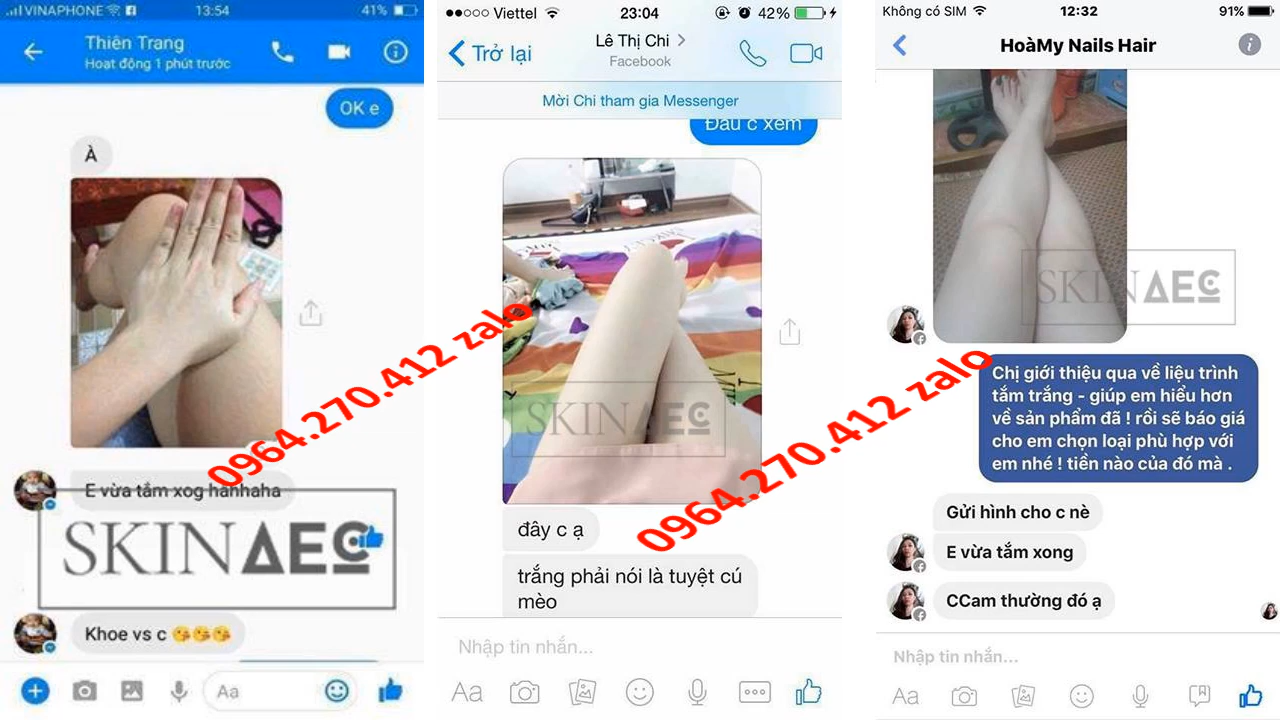 VINAPHONE
13:54
41%
Thiên Trang
Hoạt động 1 phút trước
OK e
À
E vừa tắm xog hahhaha
SKINAEC
Khoe vs c 😘😘😘
Aa
Viettel
23:04
42%
Trở lại
Lê Thị Chi
Facebook
Mời Chi tham gia Messenger
Đâu c xem
SKINAEC
0964.270.412 zalo
đây c ạ
trắng phải nói là tuyệt cú
mèo
Nhập tin nhắn...
Aa
Không có SIM
12:32
91%
HoàMy Nails Hair
SKINAEC
0964.270.412 zalo
Chị giới thiệu qua về liệu trình
tắm trắng - giúp em hiểu hơn
về sản phẩm đã ! rồi sẽ báo giá
cho em chọn loại phù hợp với
em nhé ! tiền nào của đó mà .
Gửi hình cho c nè
E vừa tắm xong
CCam thường đó ạ
Nhập tin nhắn...
Aa